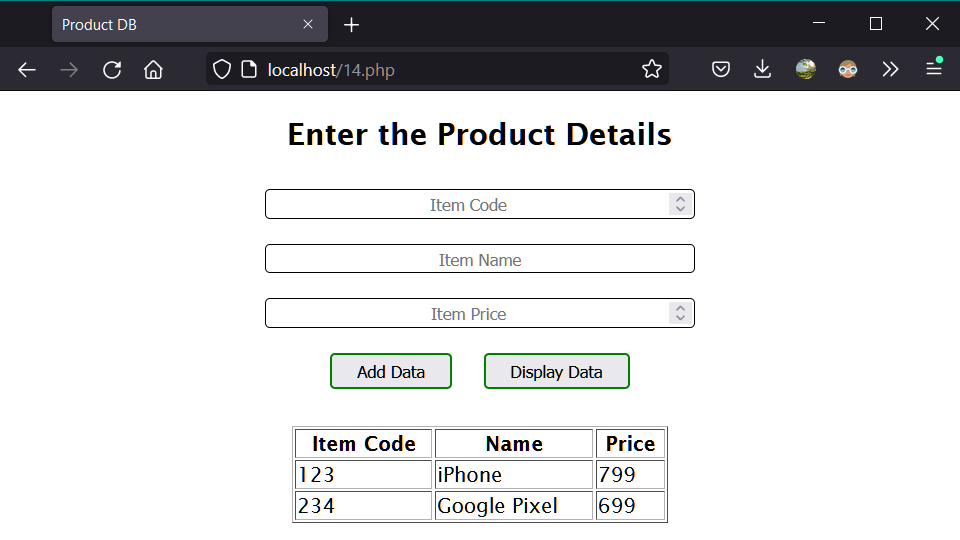 Product DB
localhost/14.php
Enter the Product Details
Item Code
Item Name
Item Price
Add Data Display Data
Item Code Name Price
123 iPhone 799
234 Google Pixel 699